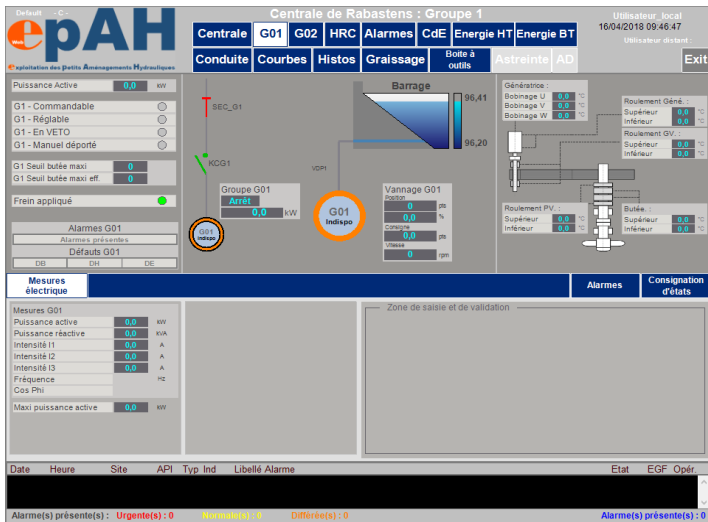 Default - C -
Centrale de Rabastens : Groupe 1
Utilisateur_local
16/04/2018 09:46:47
Utilisateur distant :
Web
epAH
exploitation des Petits Aménagements Hydrauliques
Centrale G01 G02 HRC Alarmes CdE Energie HT Energie BT
Conduite Courbes Histos Graissage Boite à outils Astreinte AD Exit
Puissance Active 0,0 kW
G1 - Commandable
G1 - Réglable
G1 - En VETO
G1 - Manuel déporté
G1 Seuil butée maxi 0
G1 Seuil butée maxi eff. 0
Frein appliqué
Alarmes G01
Alarmes présentes
Défauts G01
DB DH DE
SEC_G1
KCG1
VDP1
Groupe G01
Arrêt
0,0 kW
G01
Indispo
G01
Indispo
Barrage
96,41
96,20
Vannage G01
Position
0 pts
0,0 %
Consigne
0,0 pts
Vitesse
0 rpm
Génératrice :
Bobinage U 0,0 °C
Bobinage V 0,0 °C
Bobinage W 0,0 °C
Roulement Géné. :
Supérieur 0,0 °C
Inférieur 0,0 °C
Roulement GV. :
Supérieur 0,0 °C
Inférieur 0,0 °C
Roulement PV. :
Supérieur 0,0 °C
Inférieur 0,0 °C
Butée. :
Supérieur 0,0 °C
Inférieur 0,0 °C
Mesures électrique
Alarmes
Consignation d'états
Mesures G01
Puissance active 0,0 kW
Puissance réactive 0,0 kVA
Intensité I1 0,0 A
Intensité I2 0,0 A
Intensité I3 0,0 A
Fréquence Hz
Cos Phi
Maxi puissance active 0,0 kW
Zone de saisie et de validation
Date Heure Site API Typ Ind Libellé Alarme Etat EGF Opér.
Alarme(s) présente(s) : Urgente(s) : 0 Normale(s) : 0 Différée(s) : 0 Alarme(s) présente(s) : 0